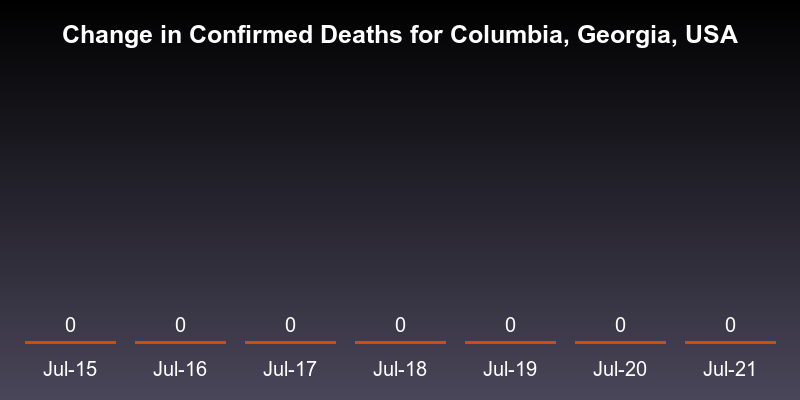 Change in Confirmed Deaths for Columbia, Georgia, USA
0 0 0 0 0 0 0
Jul-15 Jul-16 Jul-17 Jul-18 Jul-19 Jul-20 Jul-21